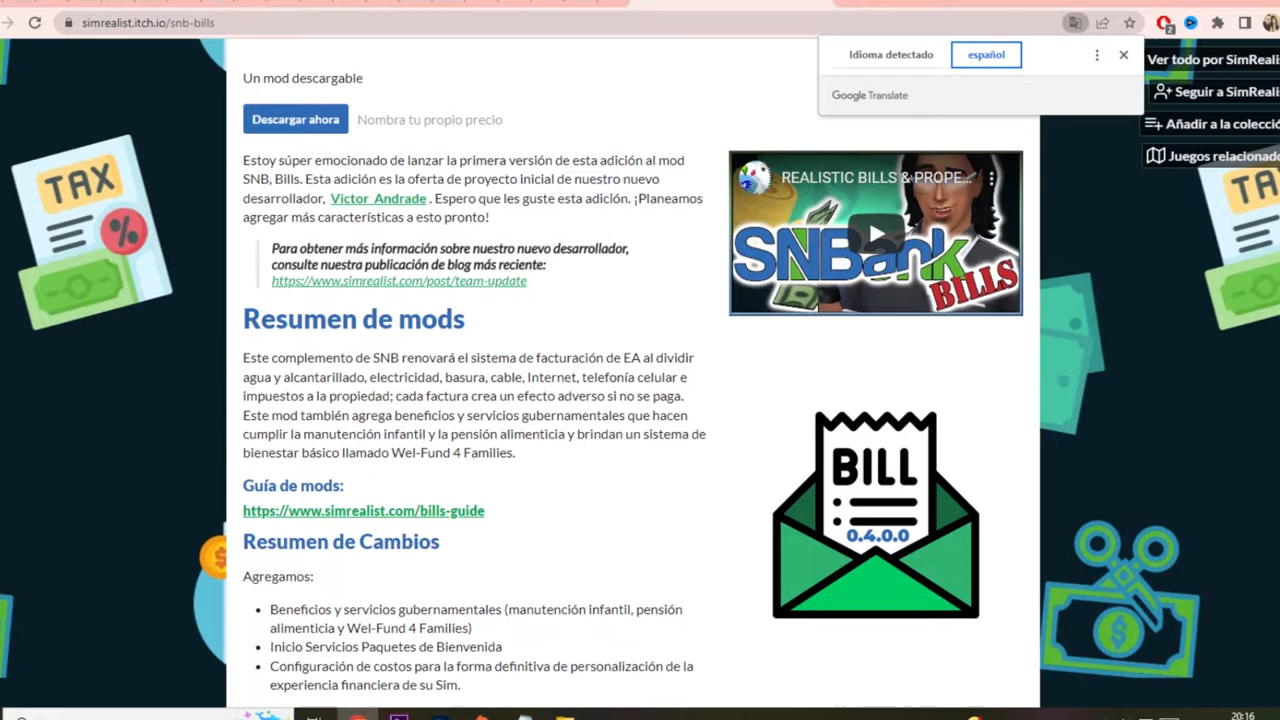 simrealist.itch.io/snb-bills
2
Idioma detectado
español
Google Translate
Ver todo por SimRealis
Seguir a SimRealis
Añadir a la colecció
Juegos relacionado
Un mod descargable
Descargar ahora
Nombra tu propio precio
Estoy súper emocionado de lanzar la primera versión de esta adición al mod
SNB, Bills. Esta adición es la oferta de proyecto inicial de nuestro nuevo
desarrollador, Victor Andrade . Espero que les guste esta adición. ¡Planeamos
agregar más características a esto pronto!
Para obtener más información sobre nuestro nuevo desarrollador,
consulte nuestra publicación de blog más reciente:
https://www.simrealist.com/post/team-update
Resumen de mods
Este complemento de SNB renovará el sistema de facturación de EA al dividir
agua y alcantarillado, electricidad, basura, cable, Internet, telefonía celular e
impuestos a la propiedad; cada factura crea un efecto adverso si no se paga.
Este mod también agrega beneficios y servicios gubernamentales que hacen
cumplir la manutención infantil y la pensión alimenticia y brindan un sistema de
bienestar básico llamado Wel-Fund 4 Families.
Guía de mods:
https://www.simrealist.com/bills-guide
Resumen de Cambios
Agregamos:
• Beneficios y servicios gubernamentales (manutención infantil, pensión
alimenticia y Wel-Fund 4 Families)
• Inicio Servicios Paquetes de Bienvenida
• Configuración de costos para la forma definitiva de personalización de la
experiencia financiera de su Sim.
REALISTIC BILLS & PROPE...
SNBank
BILLS
BILL
0.4.0.0
TAX
%
TA
$
$
20:16